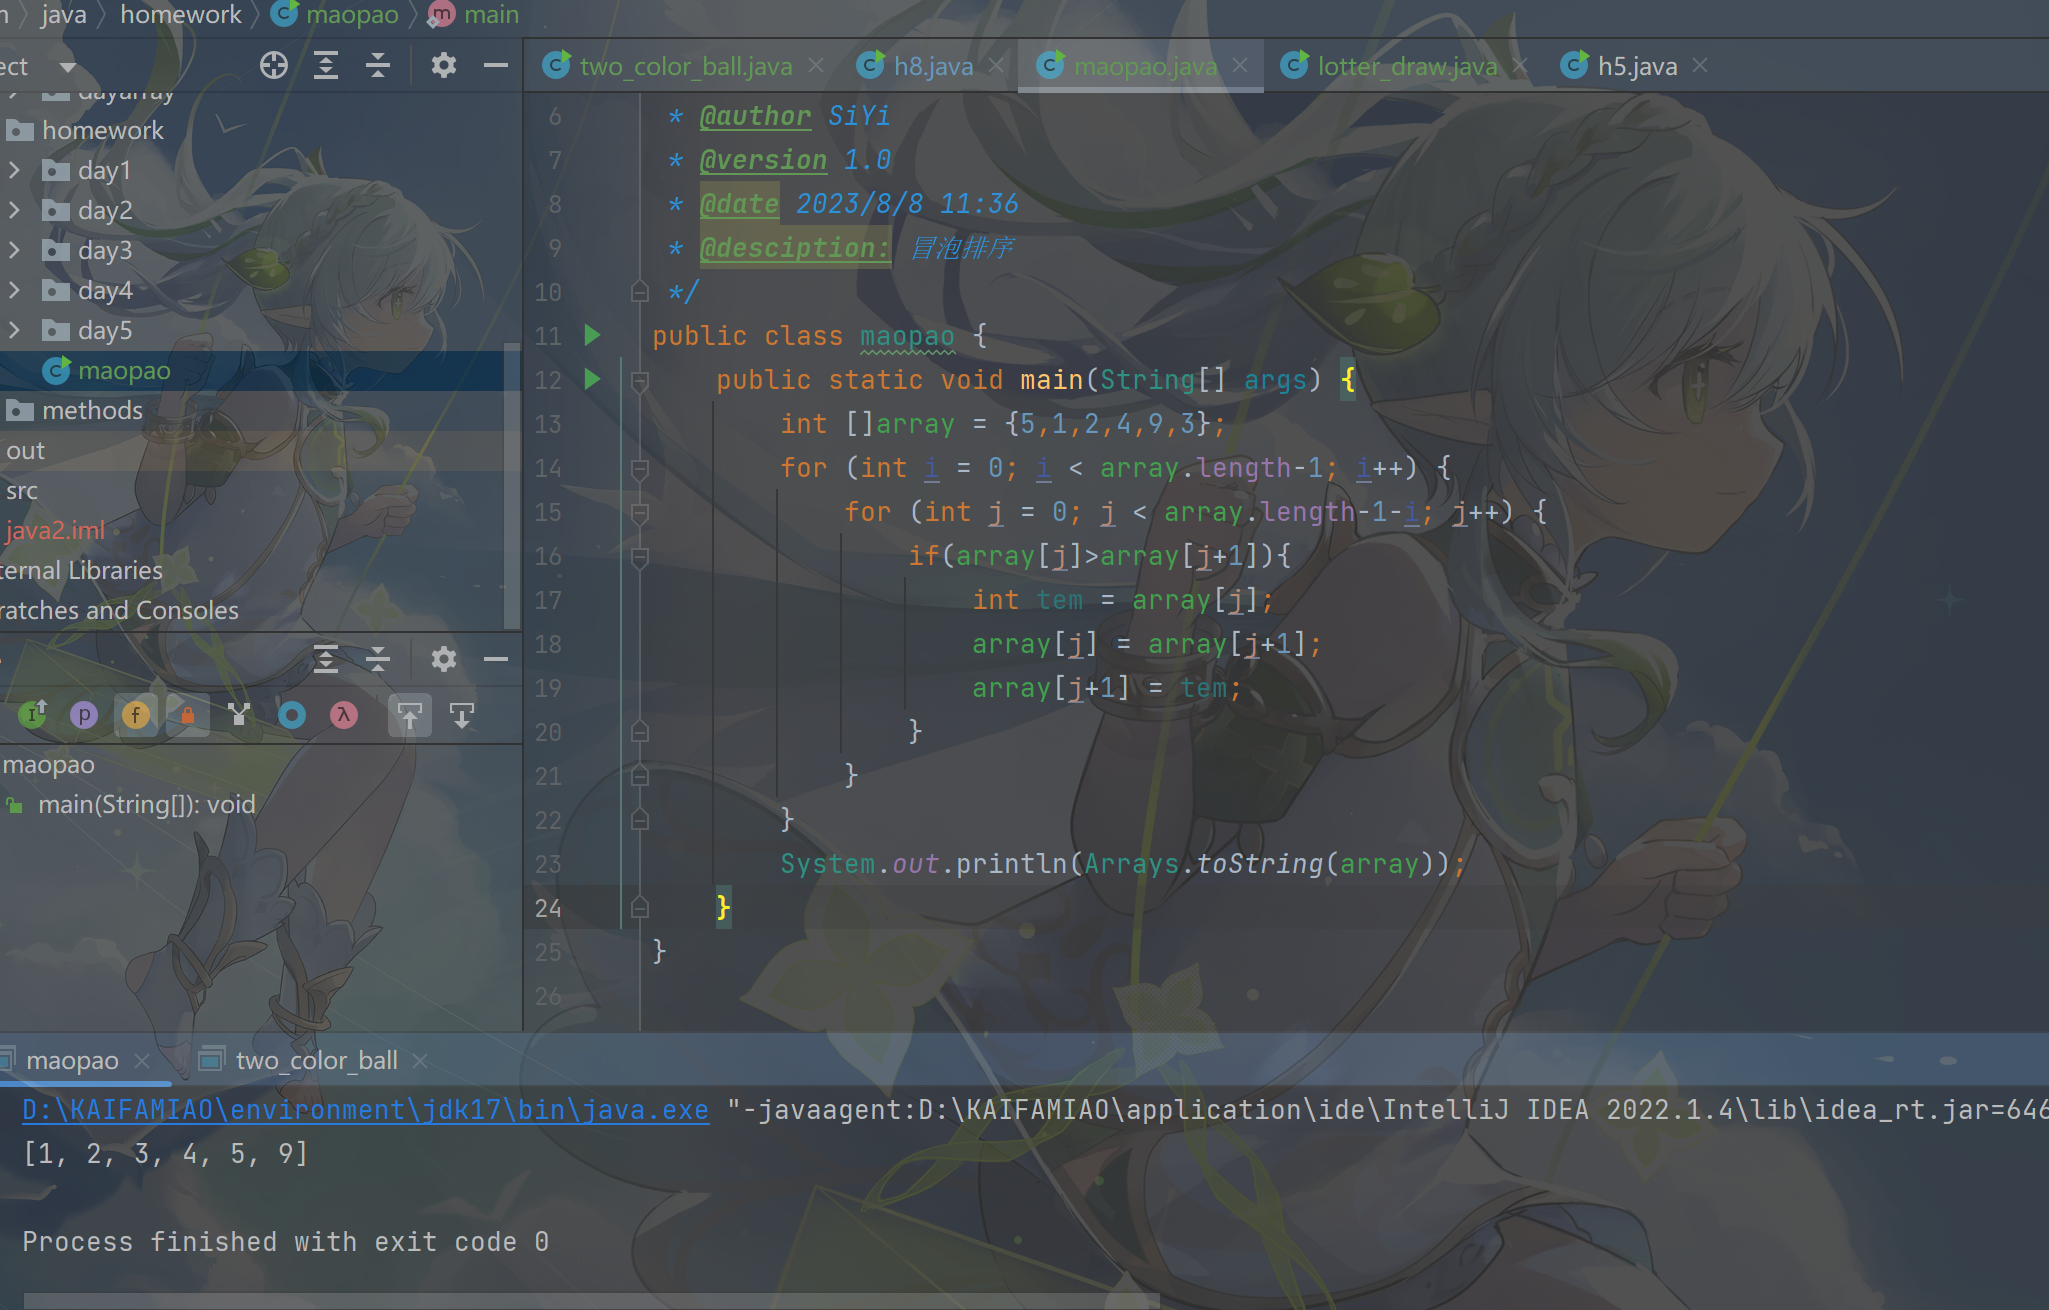 java homework maopao main
ect
two_color_ball.java h8.java maopao.java lotter_draw.java h5.java
dayarray
homework
day1
day2
day3
day4
day5
maopao
methods
out
src
java2.iml
ternal Libraries
ratches and Consoles
I p f λ
maopao
main(String[]): void
6 * @author SiYi
7 * @version 1.0
8 * @date 2023/8/8 11:36
9 * @desciption: 冒泡排序
10 */
11 public class maopao {
12 public static void main(String[] args) {
13 int []array = {5,1,2,4,9,3};
14 for (int i = 0; i < array.length-1; i++) {
15 for (int j = 0; j < array.length-1-i; j++) {
16 if(array[j]>array[j+1]){
17 int tem = array[j];
18 array[j] = array[j+1];
19 array[j+1] = tem;
20 }
21 }
22 }
23 System.out.println(Arrays.toString(array));
24 }
25 }
26
maopao two_color_ball
D:\KAIFAMIAO\environment\jdk17\bin\java.exe "-javaagent:D:\KAIFAMIAO\application\ide\IntelliJ IDEA 2022.1.4\lib\idea_rt.jar=646
[1, 2, 3, 4, 5, 9]
Process finished with exit code 0